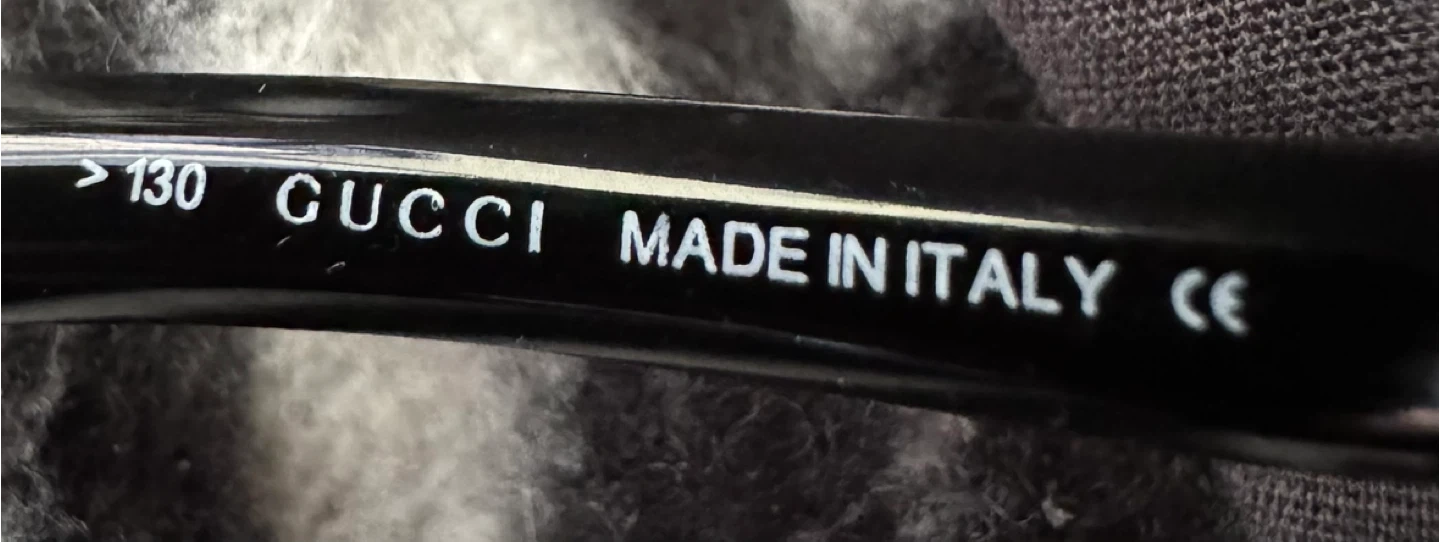 >130 GUCCI MADE IN ITALY CE